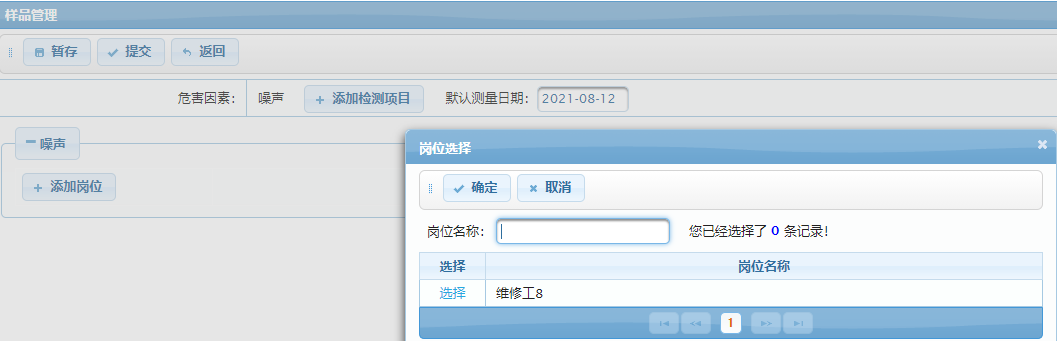 样品管理
暂存 提交 返回
危害因素: 噪声 添加检测项目 默认测量日期: 2021-08-12
噪声
添加岗位
岗位选择
确定 取消
岗位名称: 您已经选择了 0 条记录!
选择 岗位名称
选择 维修工8
1